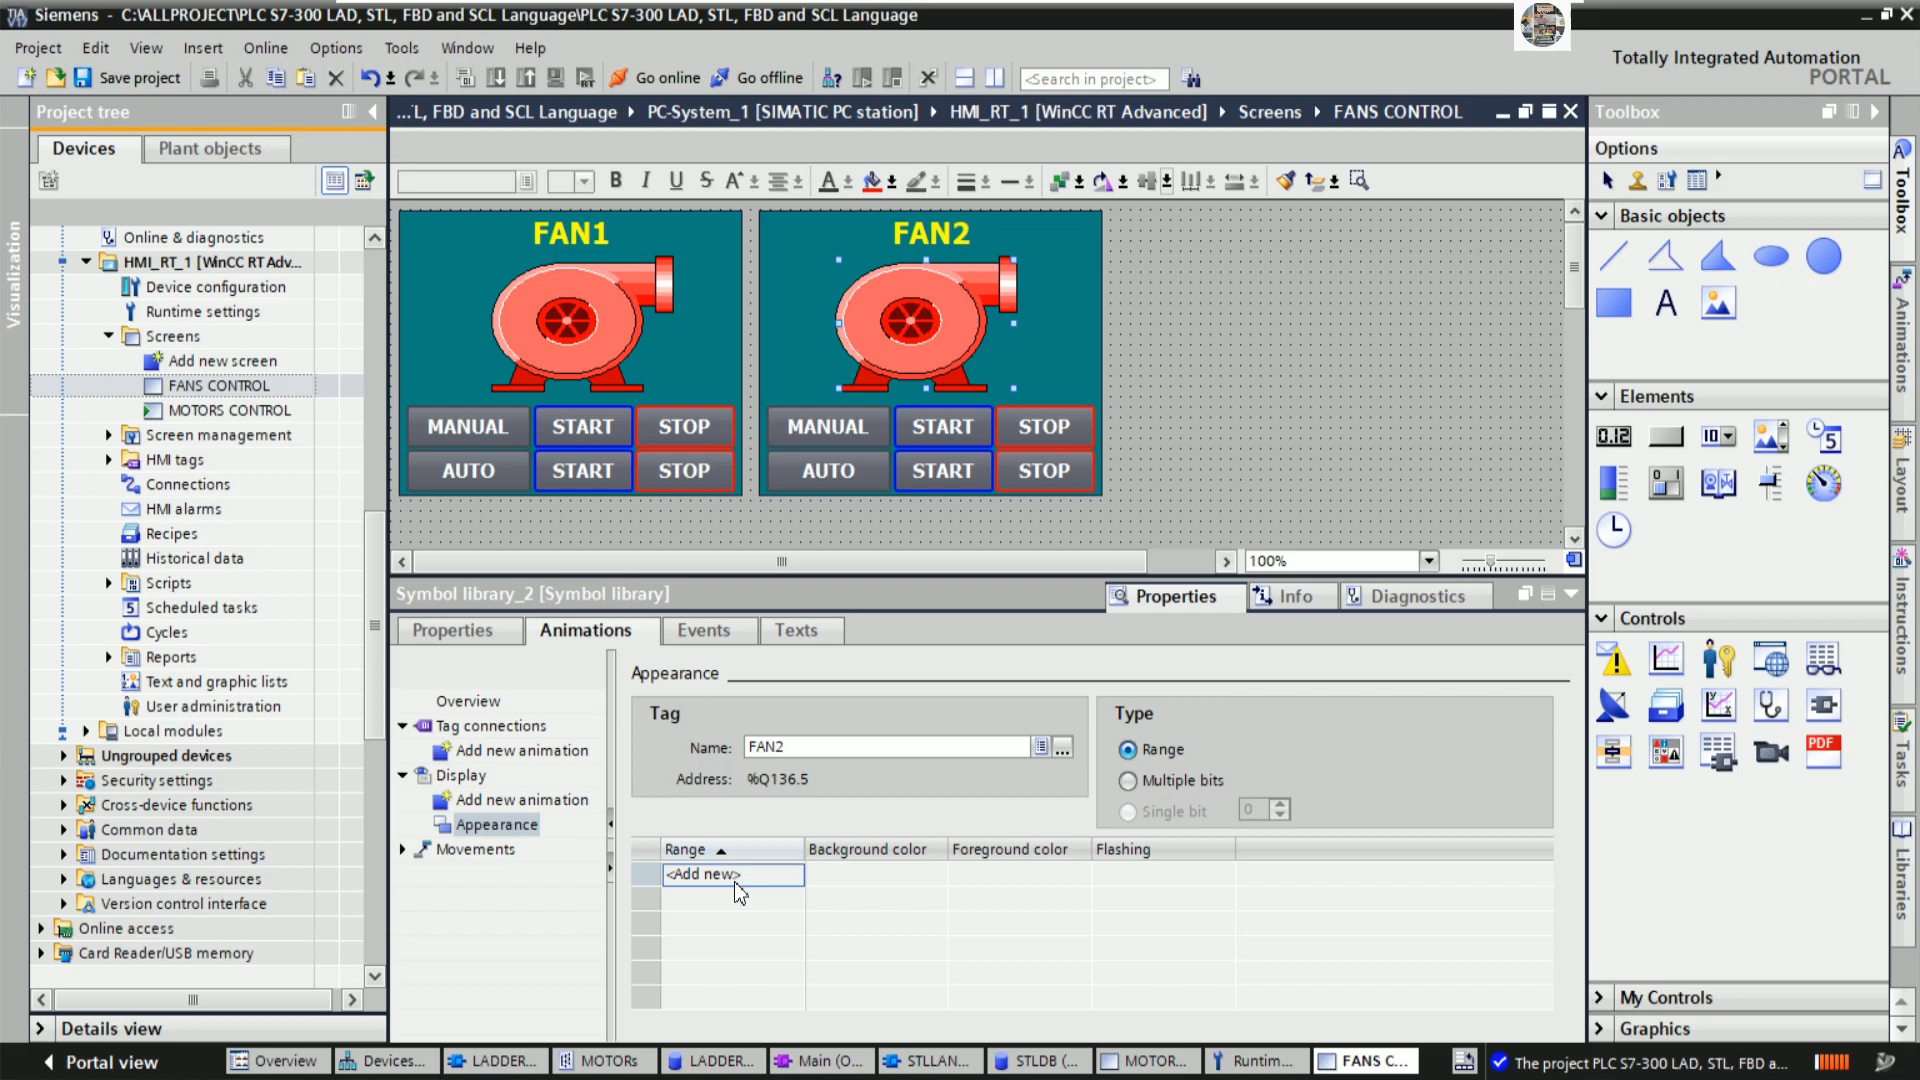 Siemens - C:\ALLPROJECT\PLC S7-300 LAD, STL, FBD and SCL Language\PLC S7-300 LAD, STL, FBD and SCL Language
Project Edit View Insert Online Options Tools Window Help
Totally Integrated Automation
PORTAL
Save project Go online Go offline <Search in project>
Project tree
...L, FBD and SCL Language PC-System_1 [SIMATIC PC station] HMI_RT_1 [WinCC RT Advanced] Screens FANS CONTROL
Toolbox
Devices Plant objects
Options
Visualization
Online & diagnostics
HMI_RT_1 [WinCC RT Adv...
Device configuration
Runtime settings
Screens
Add new screen
FANS CONTROL
MOTORS CONTROL
Screen management
HMI tags
Connections
HMI alarms
Recipes
Historical data
Scripts
Scheduled tasks
Cycles
Reports
Text and graphic lists
User administration
Local modules
Ungrouped devices
Security settings
Cross-device functions
Common data
Documentation settings
Languages & resources
Version control interface
Online access
Card Reader/USB memory
Details view
B I U S A
FAN1 FAN2
MANUAL START STOP MANUAL START STOP
AUTO START STOP AUTO START STOP
100%
Symbol library_2 [Symbol library]
Properties Info Diagnostics
Properties Animations Events Texts
Overview
Tag connections
Add new animation
Display
Add new animation
Appearance
Movements
Appearance
Tag
Name: FAN2
Address: %Q136.5
Type
Range
Multiple bits
Single bit 0
Range Background color Foreground color Flashing
<Add new>
Basic objects
A
Elements
0.12 10 5
Controls
PDF
My Controls
Graphics
Toolbox
Animations
Layout
Instructions
Tasks
Libraries
Portal view Overview Devices... LADDER... MOTORs LADDER... Main (O... STLLAN... STLDB (... MOTOR... Runtim... FANS C...
The project PLC S7-300 LAD, STL, FBD a...